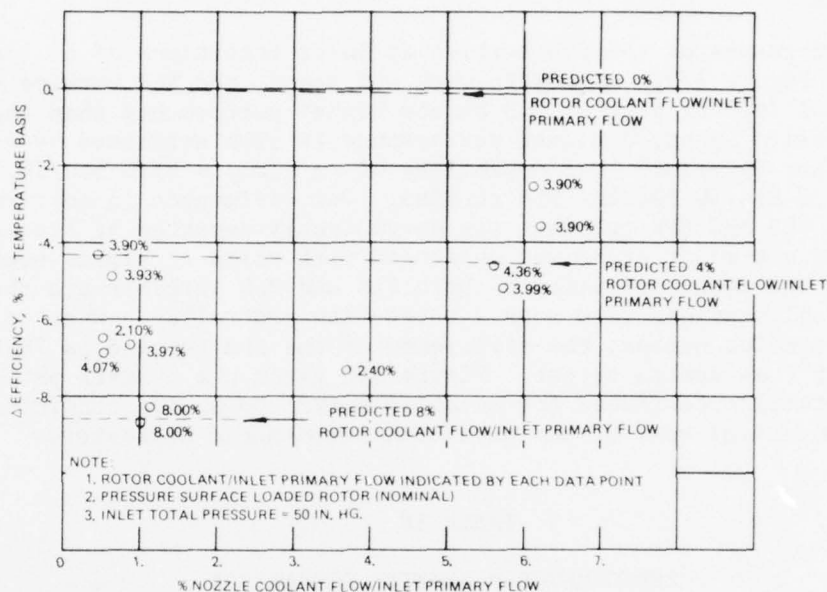 PREDICTED 0%
ROTOR COOLANT FLOW/INLET
PRIMARY FLOW
0.
-2.
-4.
-6.
-8.
Δ EFFICIENCY, % TEMPERATURE BASIS
3.90%
3.90%
3.90%
3.93%
4.36%
3.99%
PREDICTED 4%
ROTOR COOLANT FLOW/INLET
PRIMARY FLOW
2.10%
3.97%
4.07%
2.40%
8.00%
8.00%
PREDICTED 8%
ROTOR COOLANT FLOW/INLET PRIMARY FLOW
NOTE:
1. ROTOR COOLANT/INLET PRIMARY FLOW INDICATED BY EACH DATA POINT
2. PRESSURE SURFACE LOADED ROTOR (NOMINAL)
3. INLET TOTAL PRESSURE = 50 IN. HG.
0 1. 2. 3. 4. 5. 6. 7.
% NOZZLE COOLANT FLOW/INLET PRIMARY FLOW